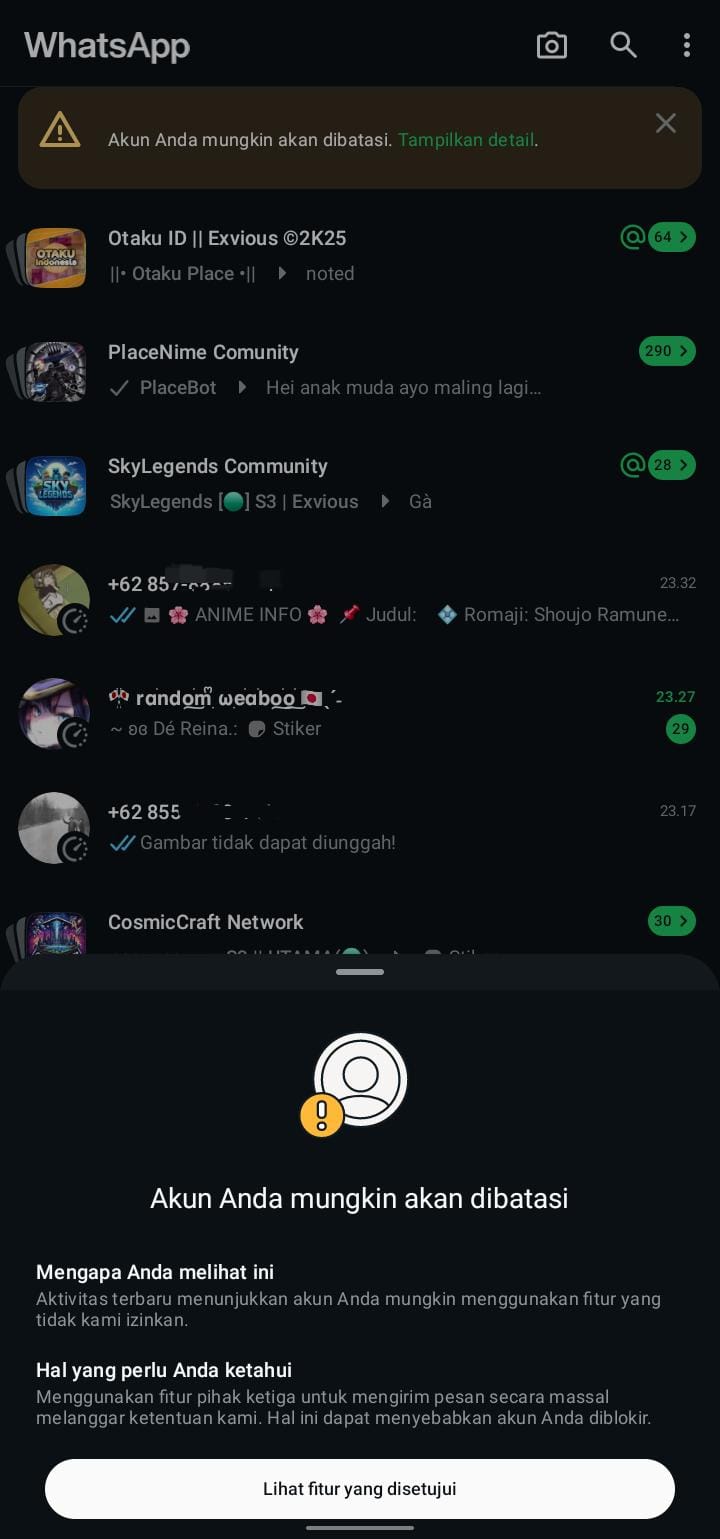 WhatsApp
Akun Anda mungkin akan dibatasi. Tampilkan detail.
OTAKU
Indonesia
Otaku ID || Exvious ©2K25
@ 64 >
||• Otaku Place •|| ▸ noted
PlaceNime Comunity
290 >
PlaceBot ▸ Hei anak muda ayo maling lagi…
SKY
LEGENDS
SkyLegends Community
@ 28 >
SkyLegends [🟢] S3 | Exvious ▸ Gà
+62 857-
23.32
🌸 ANIME INFO 🌸 📌 Judul: 💠 Romaji: Shoujo Ramune…
🎌 random weaboo 🇯🇵
23.27
~ ʚɞ Dé Reina.: Stiker
29
+62 855
23.17
Gambar tidak dapat diunggah!
CosmicCraft Network
30 >
Akun Anda mungkin akan dibatasi
Mengapa Anda melihat ini
Aktivitas terbaru menunjukkan akun Anda mungkin menggunakan fitur yang
tidak kami izinkan.
Hal yang perlu Anda ketahui
Menggunakan fitur pihak ketiga untuk mengirim pesan secara massal
melanggar ketentuan kami. Hal ini dapat menyebabkan akun Anda diblokir.
Lihat fitur yang disetujui